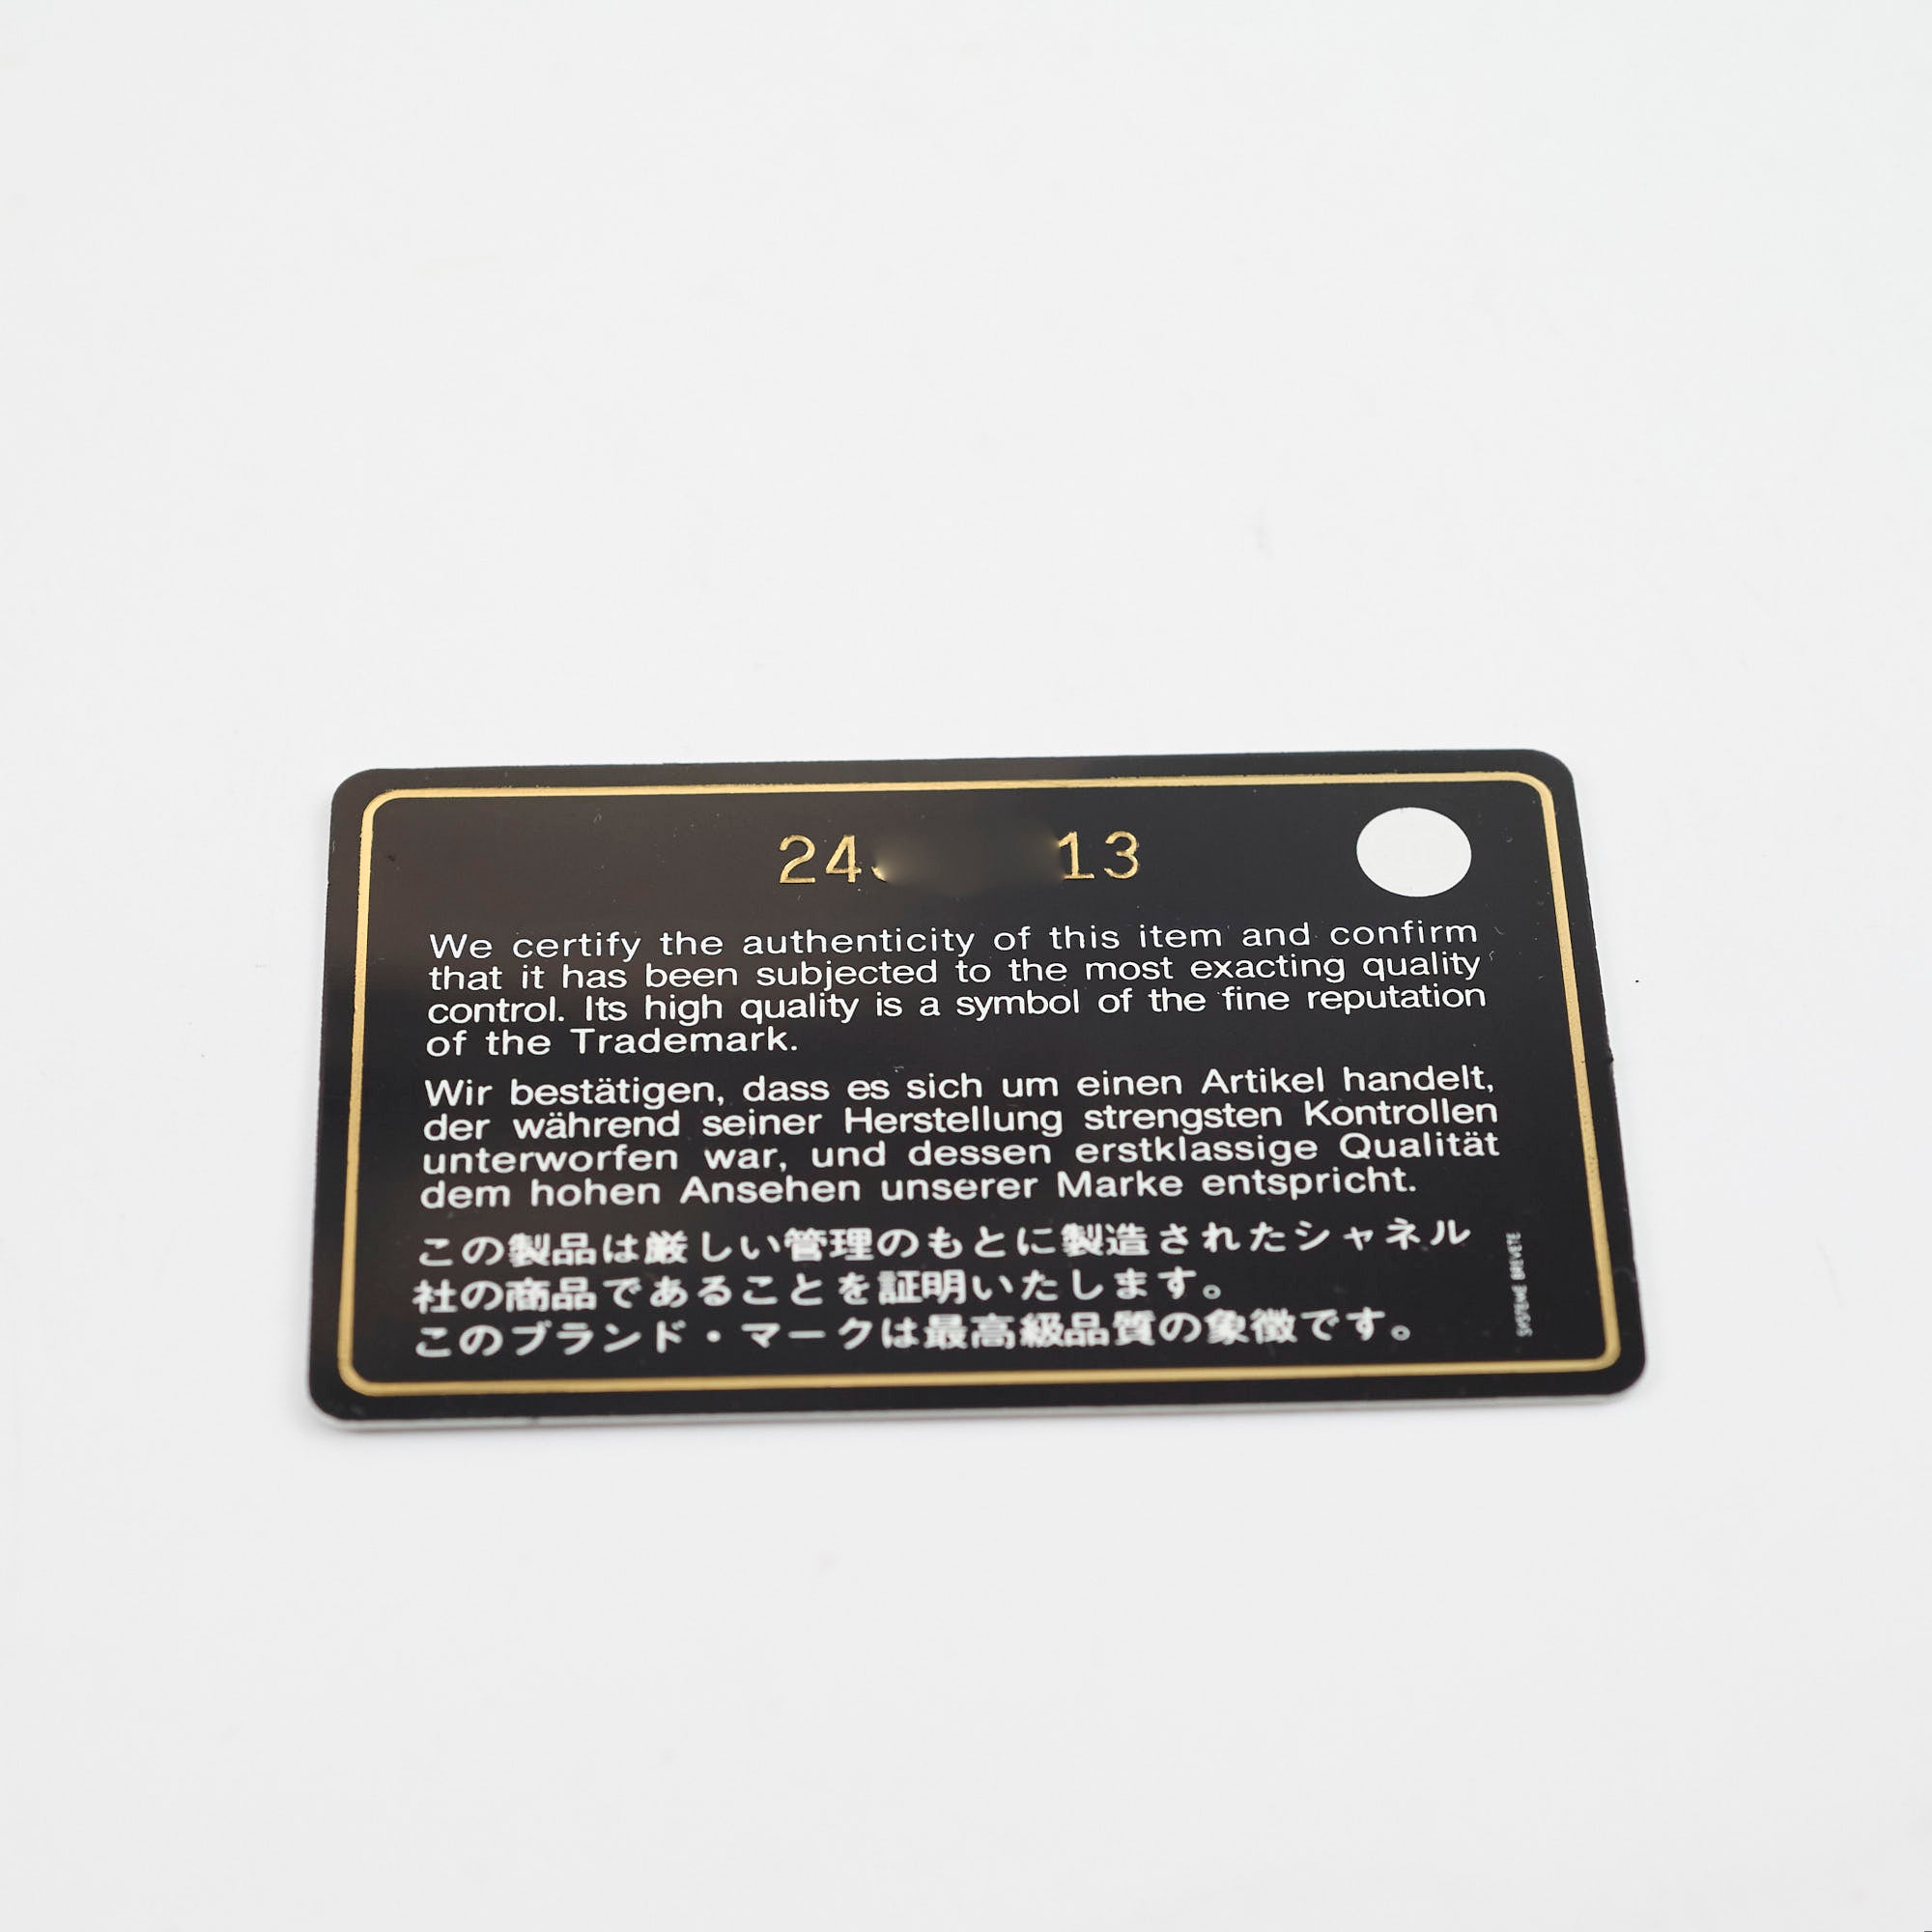 24 13
We certify the authenticity of this item and confirm
that it has been subjected to the most exacting quality
control. Its high quality is a symbol of the fine reputation
of the Trademark.
Wir bestätigen, dass es sich um einen Artikel handelt,
der während seiner Herstellung strengsten Kontrollen
unterworfen war, und dessen erstklassige Qualität
dem hohen Ansehen unserer Marke entspricht.
この製品は厳しい管理のもとに製造されたシャネル
社の商品であることを証明いたします。
このブランド・マークは最高級品質の象徴です。
SYSTEME BREVETE